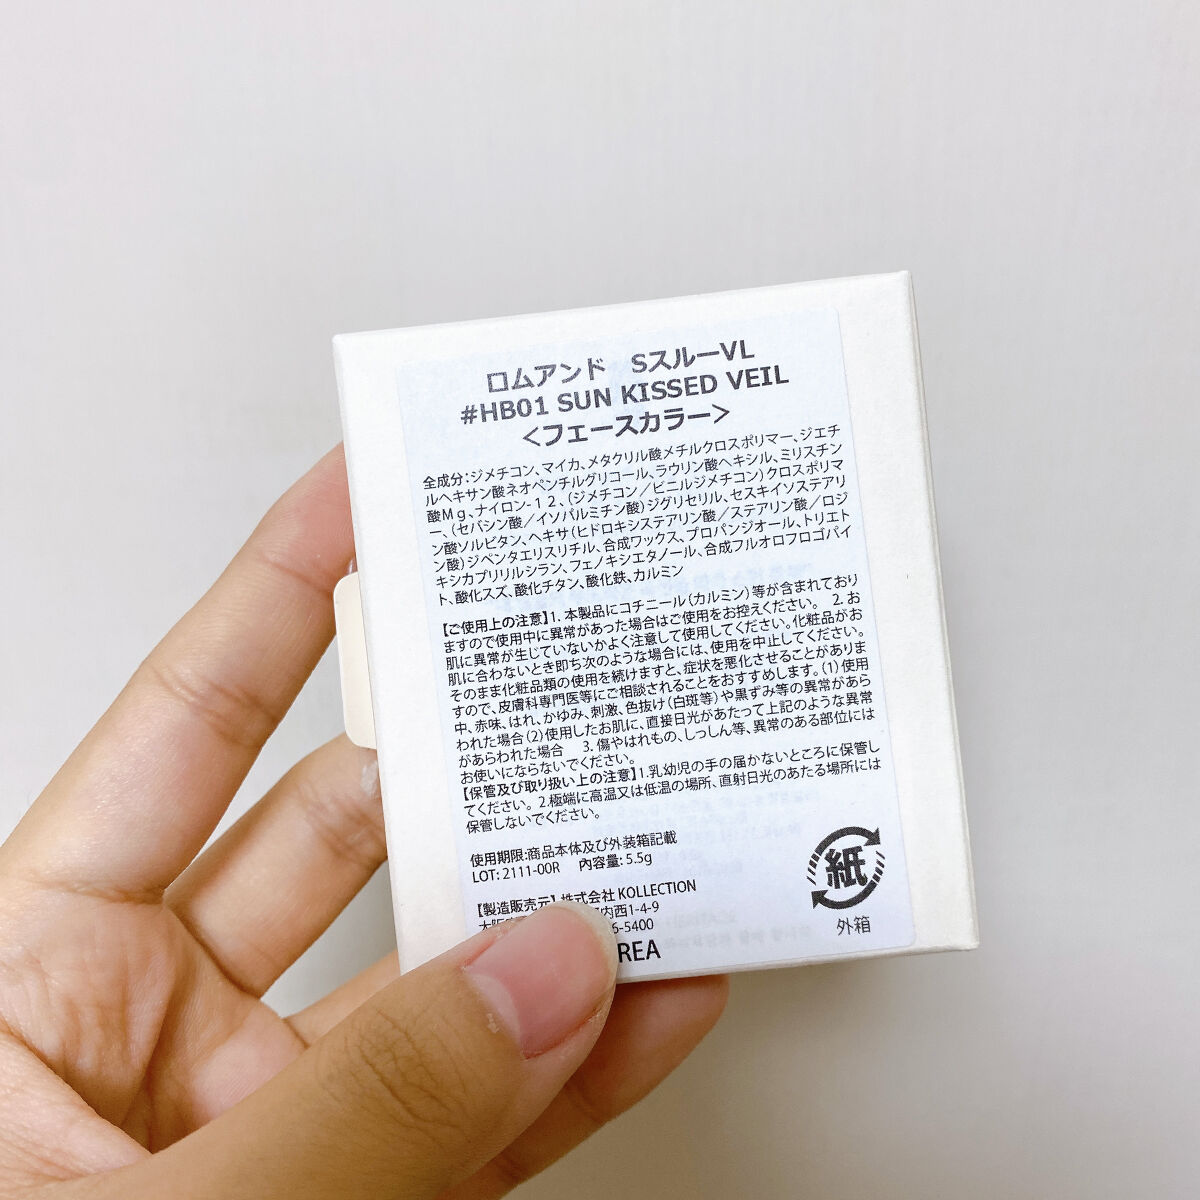 ロムアンド　SスルーVL
#HB01 SUN KISSED VEIL
<フェースカラー>
全成分：ジメチコン、マイカ、メタクリル酸メチルクロスポリマー、ジエチ
ルヘキサン酸ネオペンチルグリコール、ラウリン酸ヘキシル、ミリスチン
酸Ｍｇ、ナイロン-１２、（ジメチコン／ビニルジメチコン）クロスポリマ
ー、（セバシン酸／イソパルミチン酸）ジグリセリル、セスキイソステアリ
ン酸ソルビタン、ヘキサ（ヒドロキシステアリン酸／ステアリン酸／ロジ
ン酸）ジペンタエリスリチル、合成ワックス、プロパンジオール、トリエト
キシカプリリルシラン、フェノキシエタノール、合成フルオロフロゴパイ
ト、酸化スズ、酸化チタン、酸化鉄、カルミン
【ご使用上の注意】1. 本製品にコチニール（カルミン）等が含まれており
ますので使用中に異常があった場合はご使用をお控えください。 2. お
肌に異常が生じていないかよく注意して使用してください。化粧品がお
肌に合わないとき即ち次のような場合には、使用を中止してください。
そのまま化粧品類の使用を続けますと、症状を悪化させることがありま
すので、皮膚科専門医等にご相談されることをおすすめします。（1）使用
中、赤味、はれ、かゆみ、刺激、色抜け（白斑等）や黒ずみ等の異常があら
われた場合（2）使用したお肌に、直接日光があたって上記のような異常
があらわれた場合　3. 傷やはれもの、しっしん等、異常のある部位には
お使いにならないでください。
【保管及び取り扱い上の注意】1.乳幼児の手の届かないところに保管し
てください。 2.極端に高温又は低温の場所、直射日光のあたる場所には
保管しないでください。
使用期限:商品本体及び外装箱記載
LOT: 2111-00R　内容量: 5.5g
【製造販売元】株式会社 KOLLECTION
内西1-4-9
6-5400
REA
紙
外箱